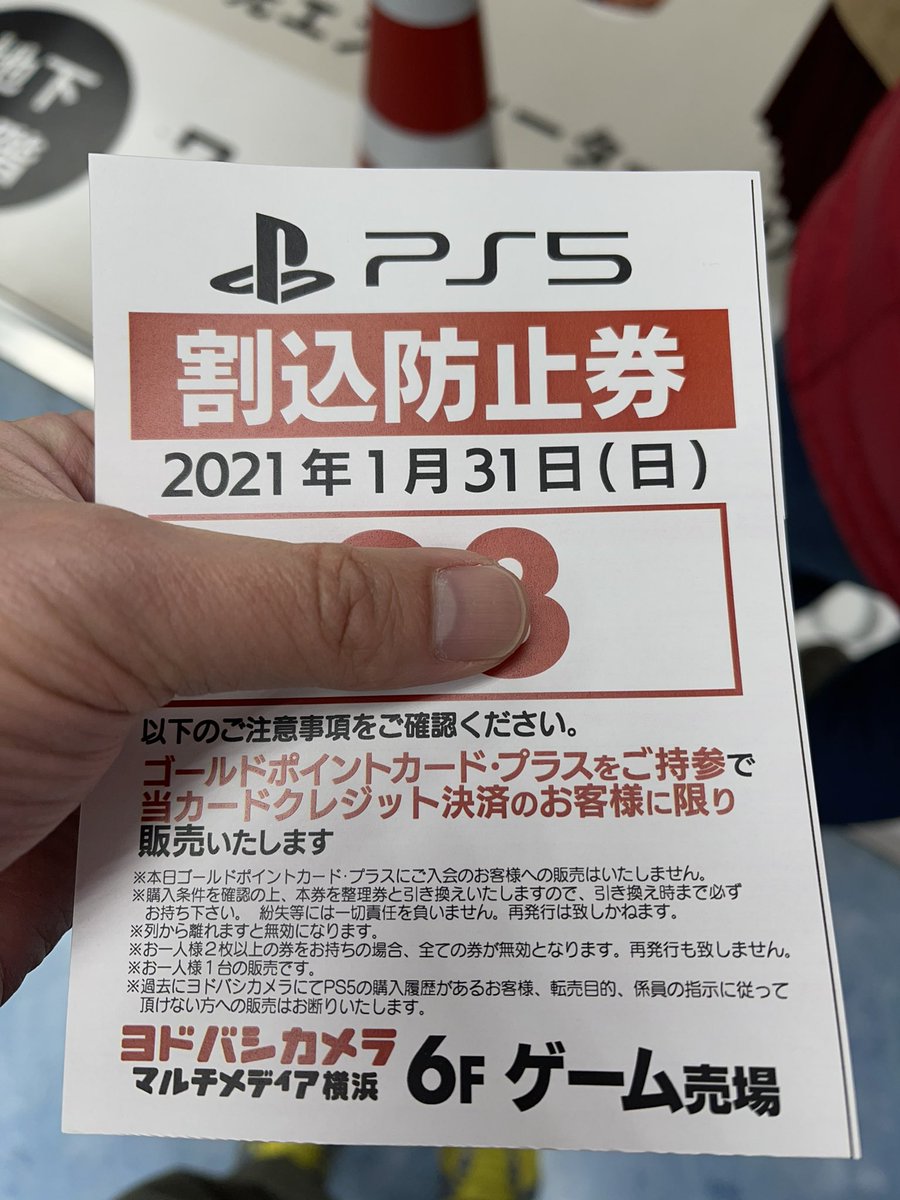 地下
階
PS5
割込防止券
2021年1月31日(日)
以下のご注意事項をご確認ください。
ゴールドポイントカード・プラスをご持参で
当カードクレジット決済のお客様に限り
販売いたします
※本日ゴールドポイントカード・プラスにご入会のお客様への販売はいたしません。
※購入条件を確認の上、本券を整理券と引き換えいたしますので、引き換え時まで必ず
お持ち下さい。 紛失等には一切責任を負いません。再発行は致しかねます。
※列から離れますと無効になります。
※お一人様2枚以上の券をお持ちの場合、全ての券が無効となります。再発行も致しません。
※お一人様1台の販売です。
※過去にヨドバシカメラにてPS5の購入履歴があるお客様、転売目的、係員の指示に従って
頂けない方への販売はお断りいたします。
ヨドバシカメラ
マルチメディア横浜
6F ゲーム売場